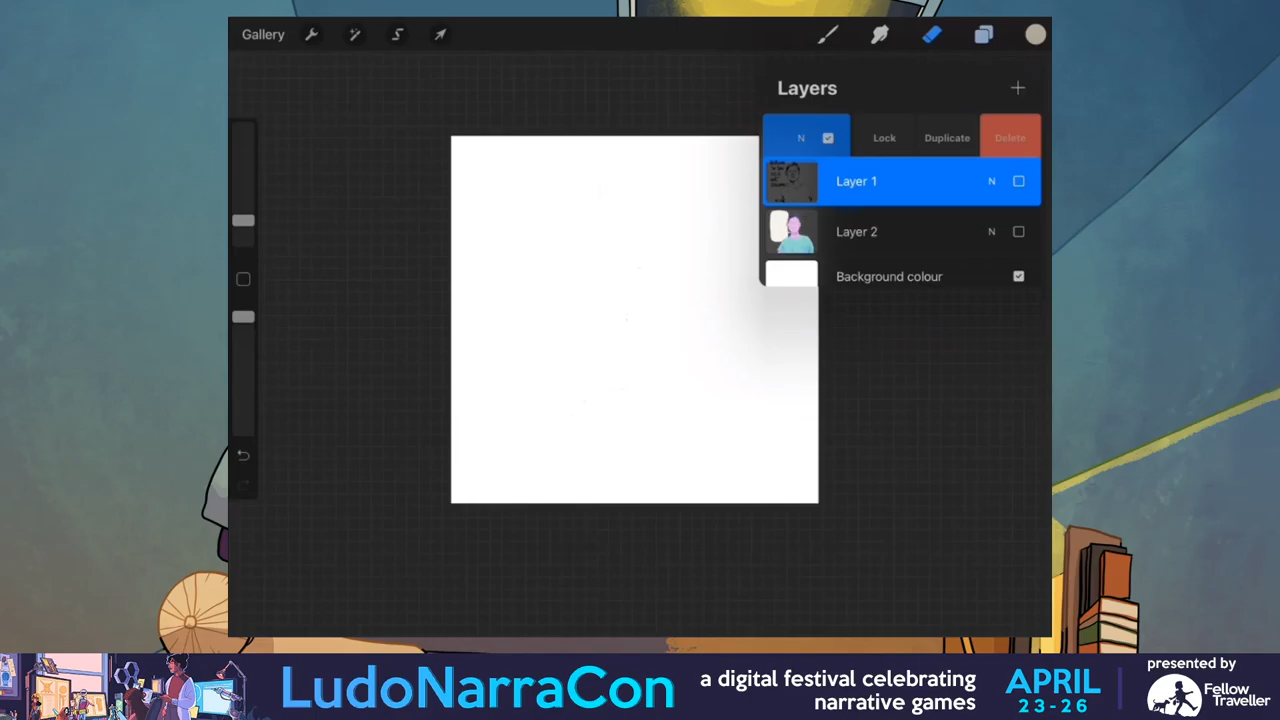 Gallery
Layers
N
Lock
Duplicate
Delete
Layer 1
N
Layer 2
N
Background colour
LudoNarraCon
a digital festival celebrating
narrative games
APRIL
23-26
presented by
Fellow
Traveller